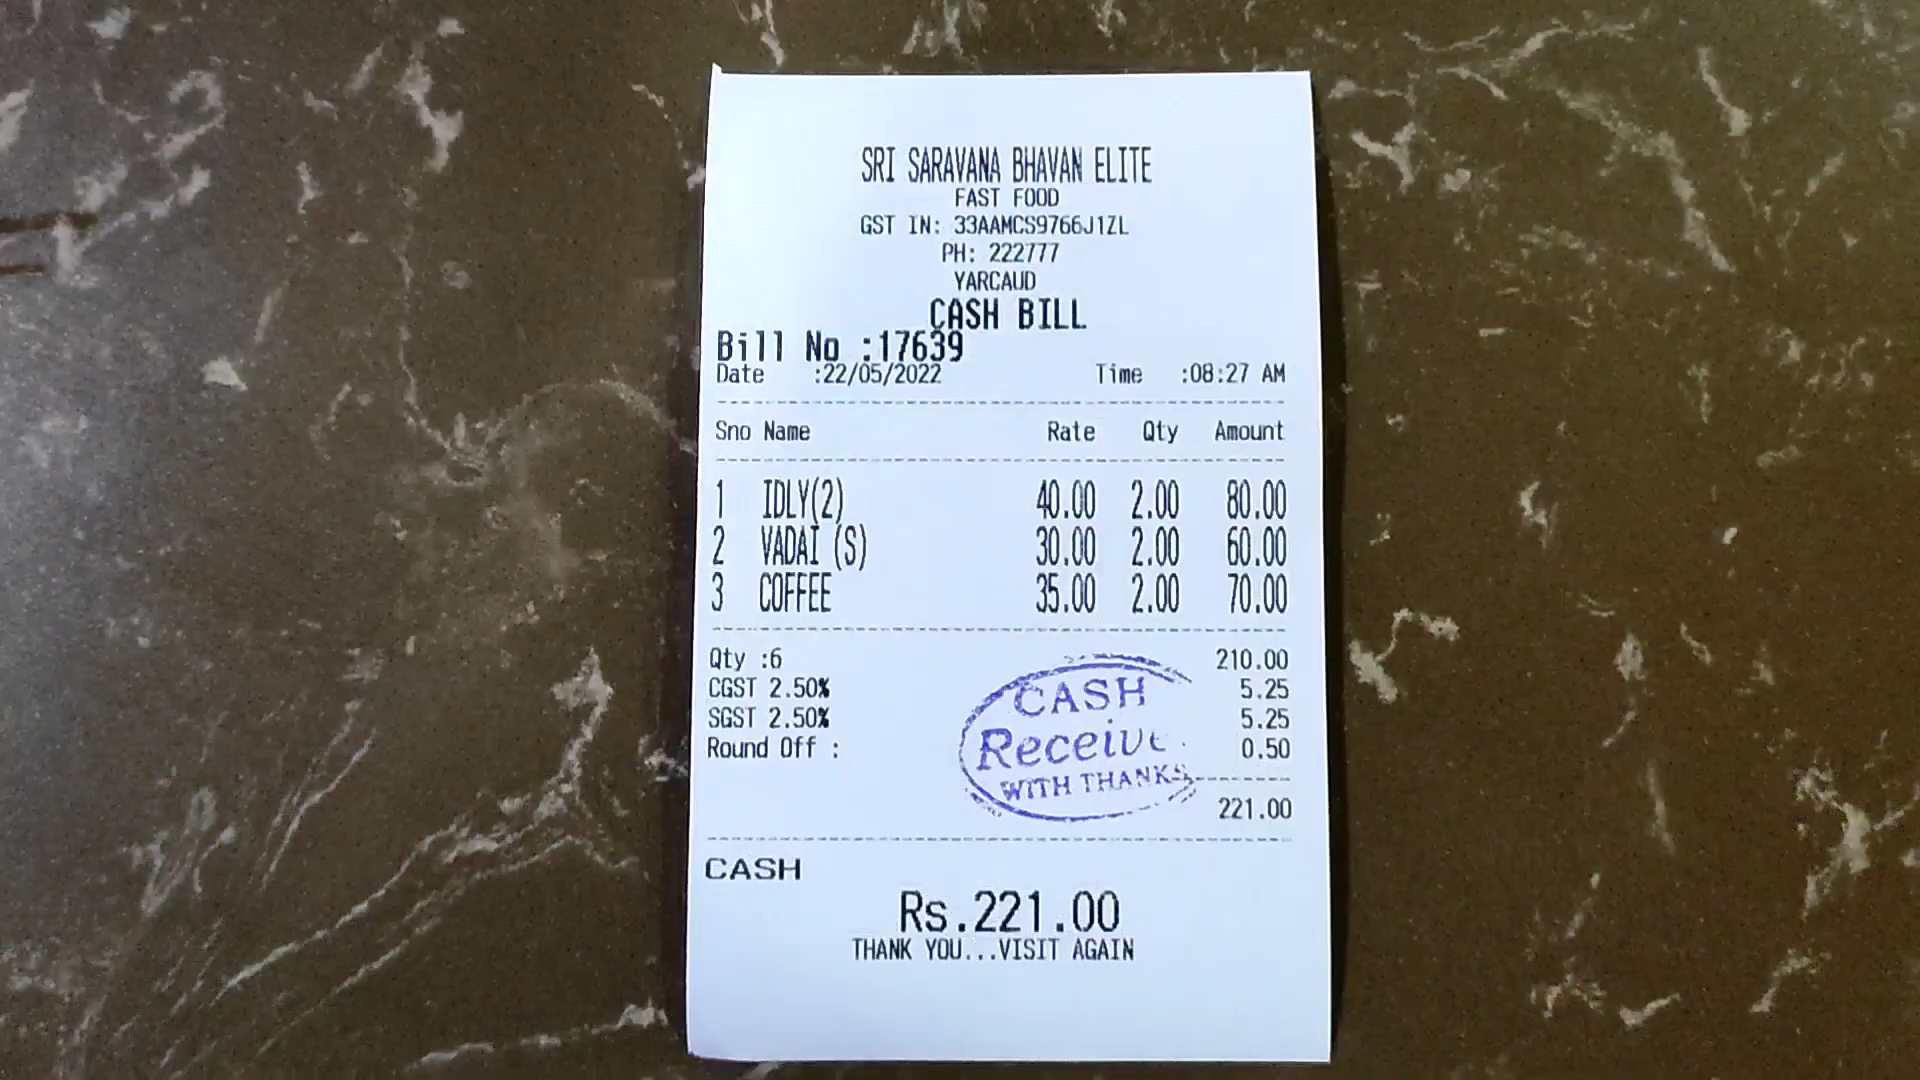 SRI SARAVANA BHAVAN ELITE
FAST FOOD
GST IN: 33AAMCS9766J1ZL
PH: 222777
YARCAUD
CASH BILL
Bill No :17639
Date :22/05/2022 Time :08:27 AM
Sno Name Rate Qty Amount
1 IDLY(2) 40.00 2.00 80.00
2 VADAI (S) 30.00 2.00 60.00
3 COFFEE 35.00 2.00 70.00
Qty :6 210.00
CGST 2.50% 5.25
SGST 2.50% 5.25
Round Off : 0.50
CASH
Receive
WITH THANKS
221.00
CASH
Rs.221.00
THANK YOU...VISIT AGAIN